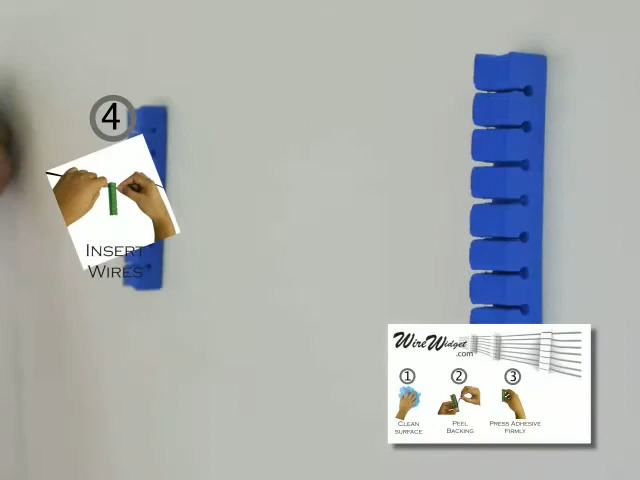 4
INSERT
WIRES
WireWidget
.com
1 2 3
CLEAN SURFACE
PEEL BACKING
PRESS ADHESIVE FIRMLY